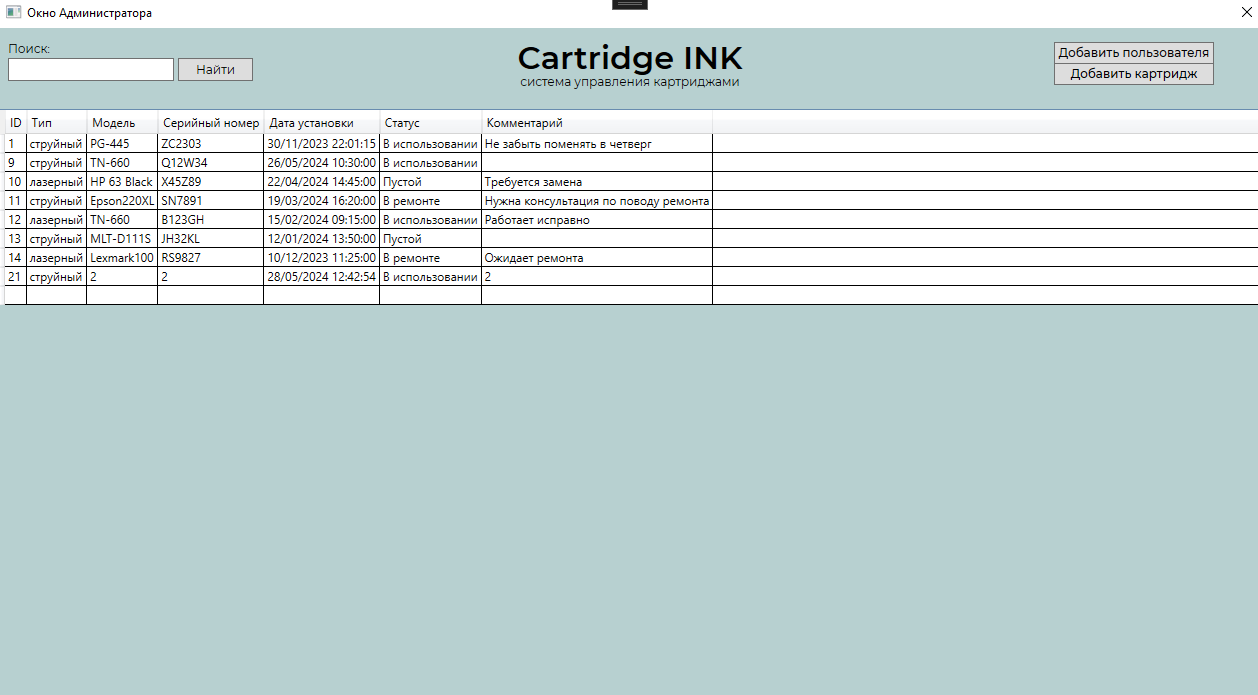 Окно Администратора
Поиск:
Найти
Cartridge INK
система управления картриджами
Добавить пользователя
Добавить картридж
ID Тип Модель Серийный номер Дата установки Статус Комментарий
1 струйный PG-445 ZC2303 30/11/2023 22:01:15 В использовании Не забыть поменять в четверг
9 струйный TN-660 Q12W34 26/05/2024 10:30:00 В использовании
10 лазерный HP 63 Black X45Z89 22/04/2024 14:45:00 Пустой Требуется замена
11 струйный Epson220XL SN7891 19/03/2024 16:20:00 В ремонте Нужна консультация по поводу ремонта
12 лазерный TN-660 B123GH 15/02/2024 09:15:00 В использовании Работает исправно
13 струйный MLT-D111S JH32KL 12/01/2024 13:50:00 Пустой
14 лазерный Lexmark100 RS9827 10/12/2023 11:25:00 В ремонте Ожидает ремонта
21 струйный 2 2 28/05/2024 12:42:54 В использовании 2